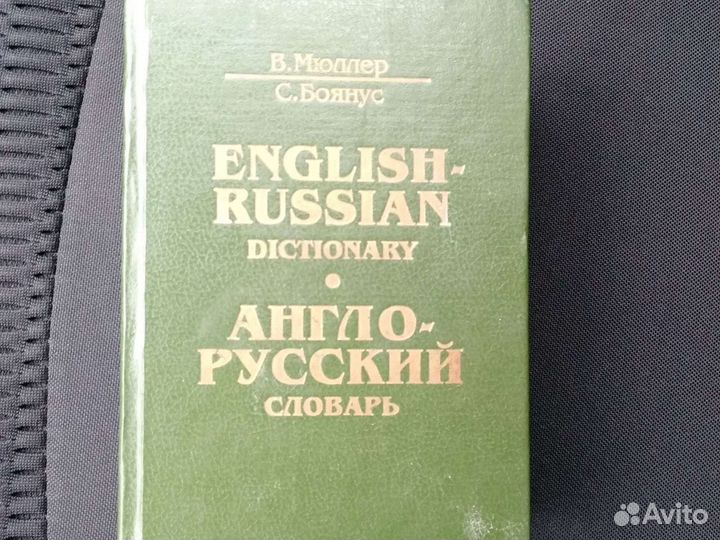 В. Мюллер
С. Боянус
ENGLISH-
RUSSIAN
DICTIONARY
•
АНГЛО-
РУССКИЙ
СЛОВАРЬ
Avito